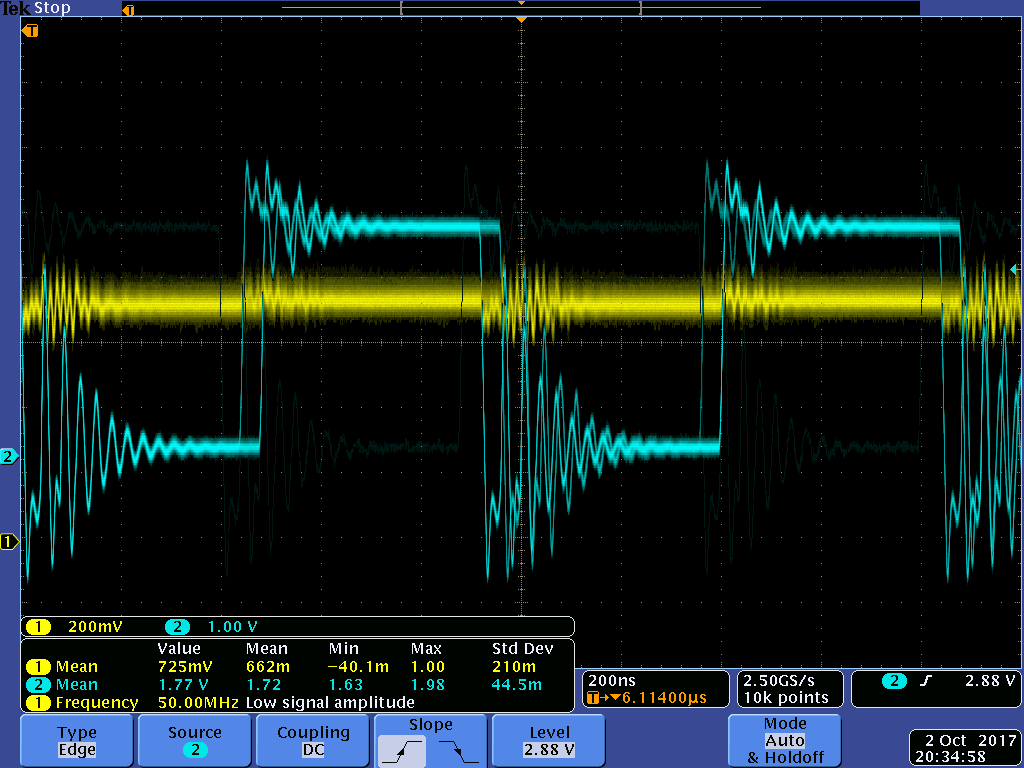 Tek Stop
T
T
2
1
1 200mV 2 1.00 V
Value Mean Min Max Std Dev
1 Mean 725mV 662m −40.1m 1.00 210m
2 Mean 1.77 V 1.72 1.63 1.98 44.5m
1 Frequency 50.00MHz Low signal amplitude
200ns
T→▼6.11400μs
2.50GS/s
10k points
2 2.88 V
Type
Edge
Source
2
Coupling
DC
Slope
Level
2.88 V
Mode
Auto
& Holdoff
2 Oct 2017
20:34:58